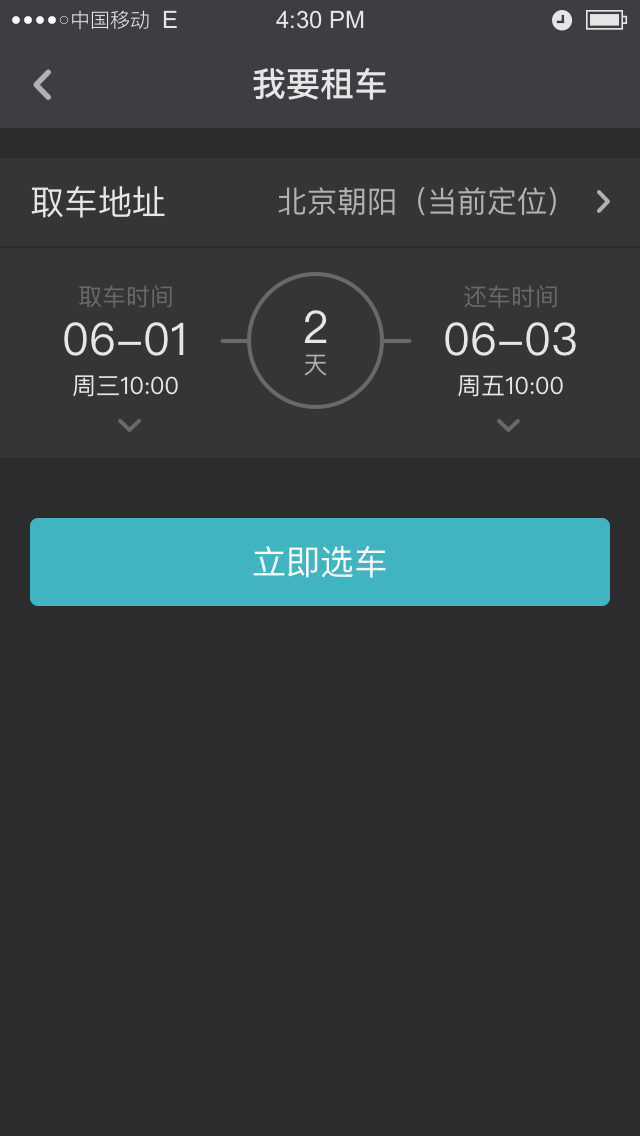 中国移动 E 4:30 PM
我要租车
取车地址 北京朝阳（当前定位）
取车时间 还车时间
06–01 2 06–03
天
周三10:00 周五10:00
立即选车